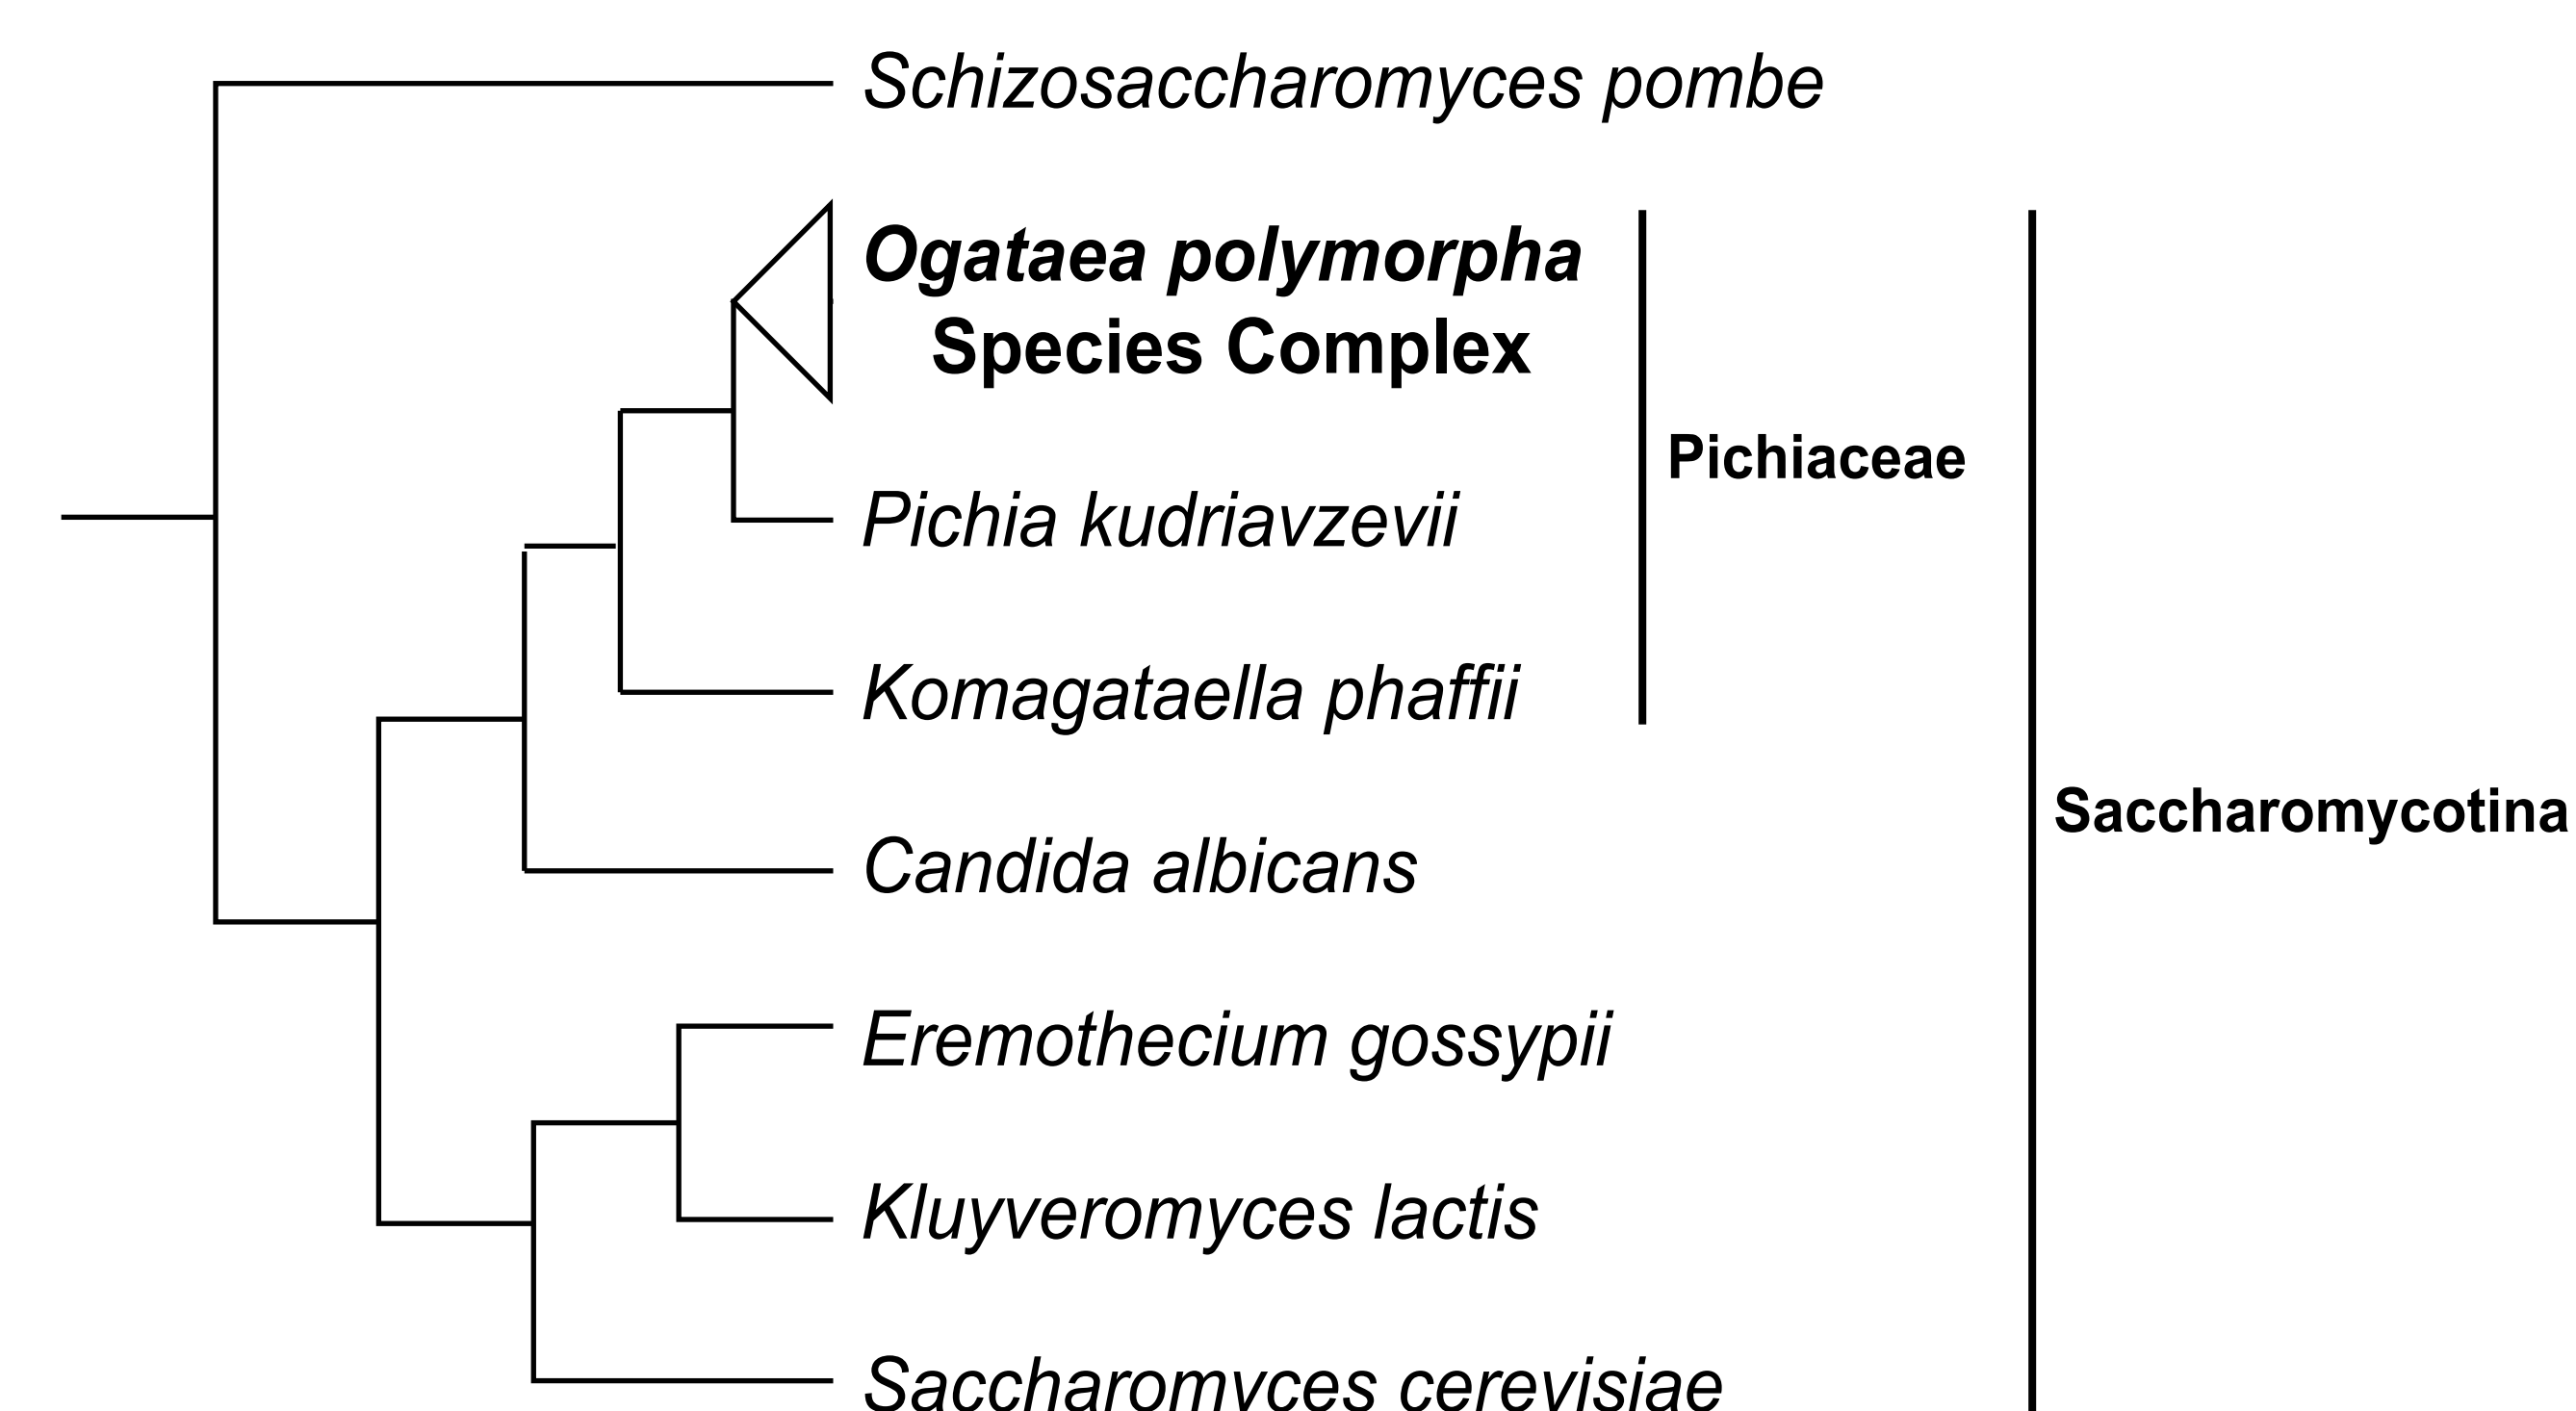 Schizosaccharomyces pombe
Ogataea polymorpha
Species Complex
Pichiaceae
Pichia kudriavzevii
Komagataella phaffii
Saccharomycotina
Candida albicans
Eremothecium gossypii
Kluyveromyces lactis
Saccharomyces cerevisiae